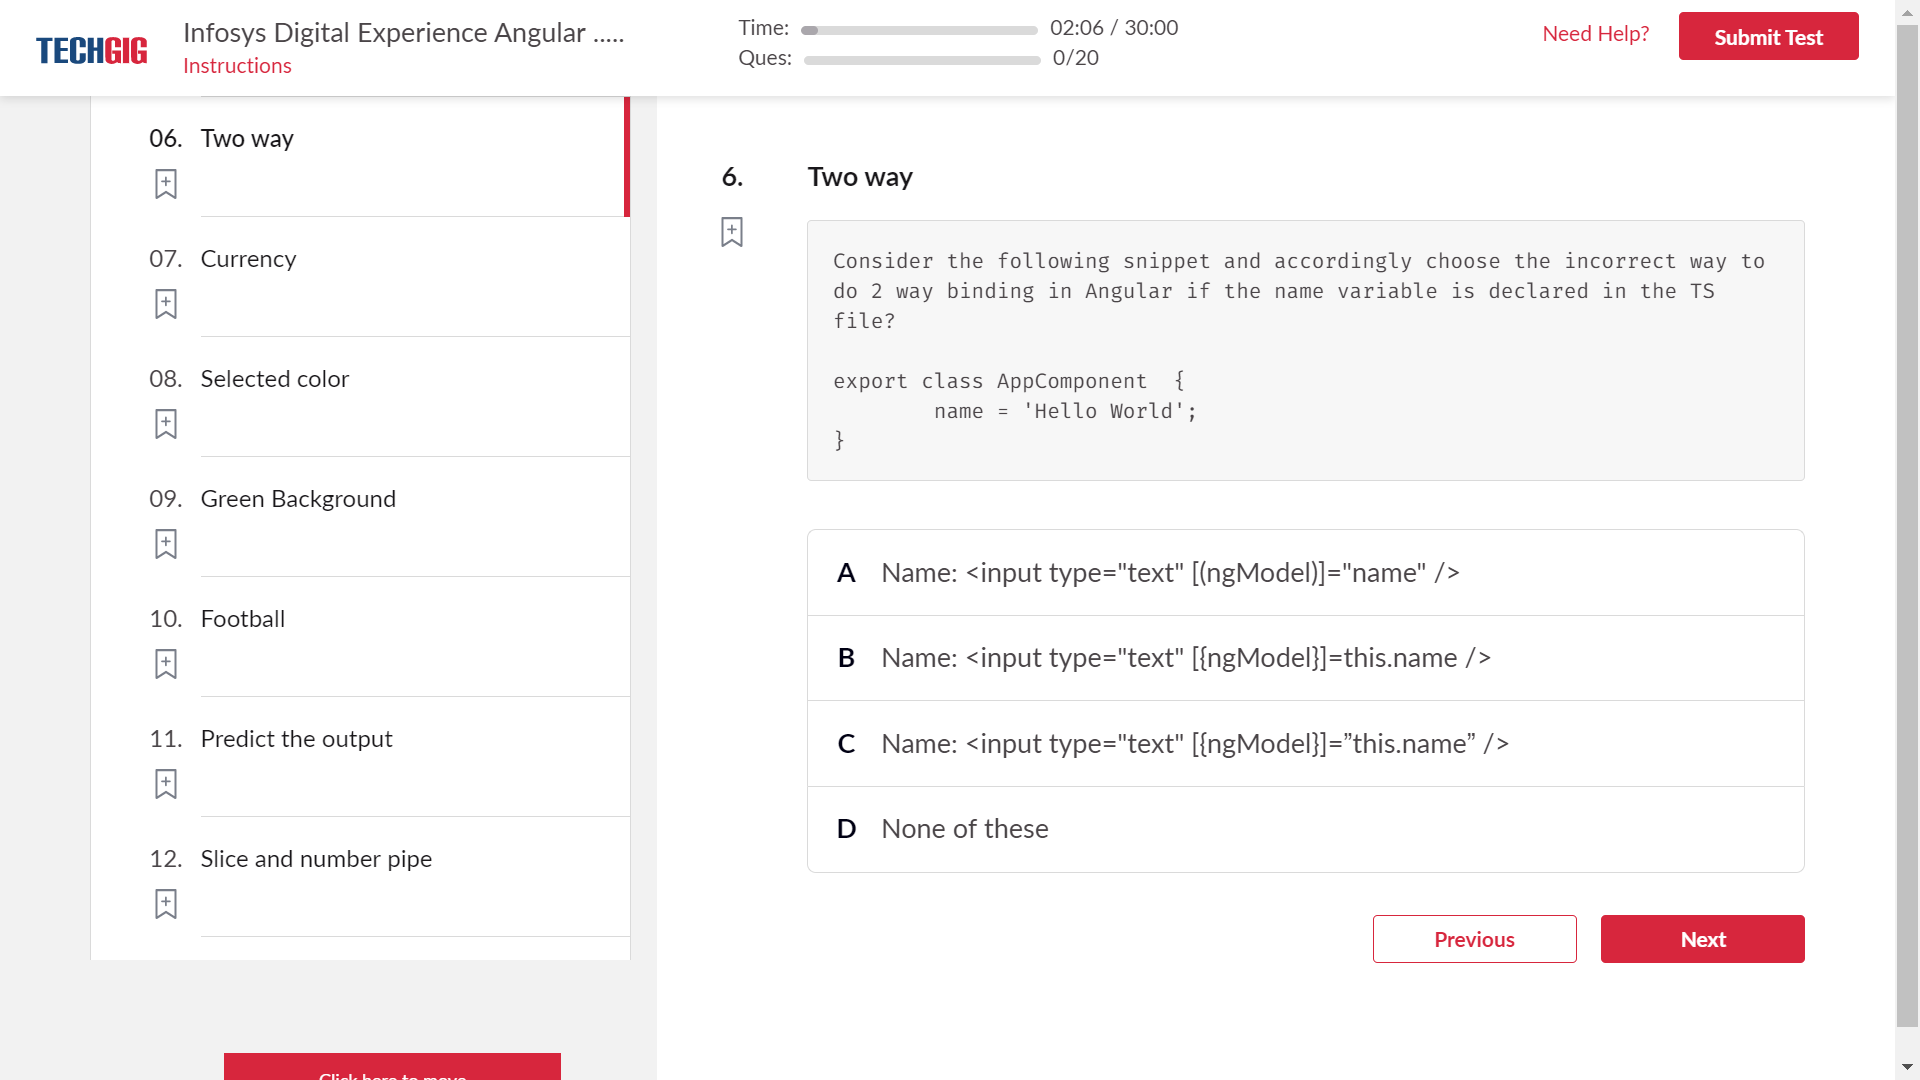 TECHGIG
Infosys Digital Experience Angular .....
Instructions
Time: 02:06 / 30:00
Ques: 0/20
Need Help?
Submit Test
06. Two way
07. Currency
08. Selected color
09. Green Background
10. Football
11. Predict the output
12. Slice and number pipe
Click here to move
6. Two way
Consider the following snippet and accordingly choose the incorrect way to
do 2 way binding in Angular if the name variable is declared in the TS
file?
export class AppComponent  {
        name = 'Hello World';
}
A Name: <input type="text" [(ngModel)]="name" />
B Name: <input type="text" [{ngModel}]=this.name />
C Name: <input type="text" [{ngModel}]=”this.name” />
D None of these
Previous
Next